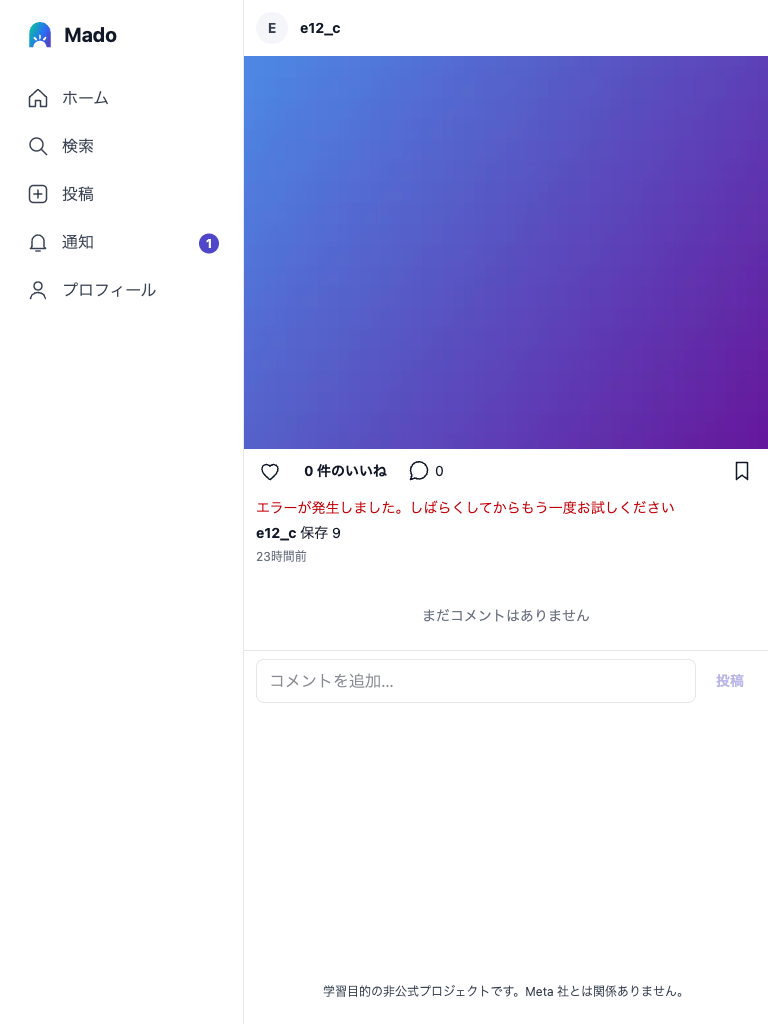 Mado
ホーム
検索
投稿
通知 1
プロフィール
E e12_c
0 件のいいね 0
エラーが発生しました。しばらくしてからもう一度お試しください
e12_c 保存 9
23時間前
まだコメントはありません
コメントを追加... 投稿
学習目的の非公式プロジェクトです。Meta 社とは関係ありません。